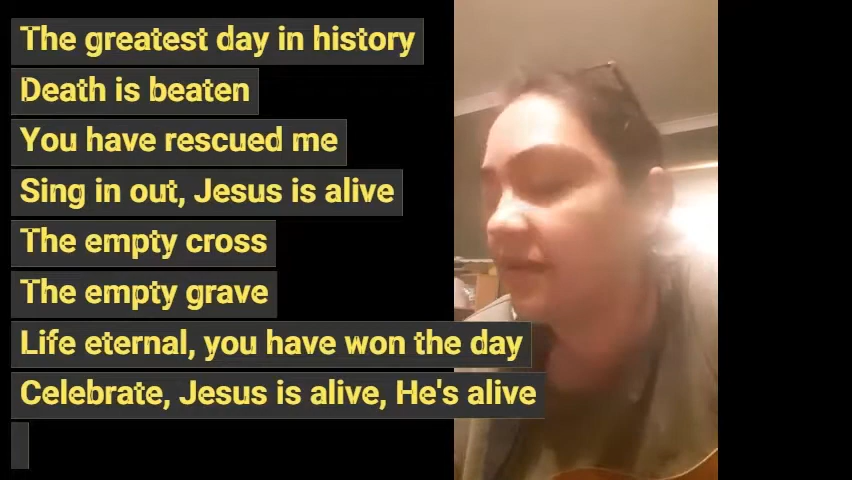 The greatest day in history
Death is beaten
You have rescued me
Sing in out, Jesus is alive
The empty cross
The empty grave
Life eternal, you have won the day
Celebrate, Jesus is alive, He's alive